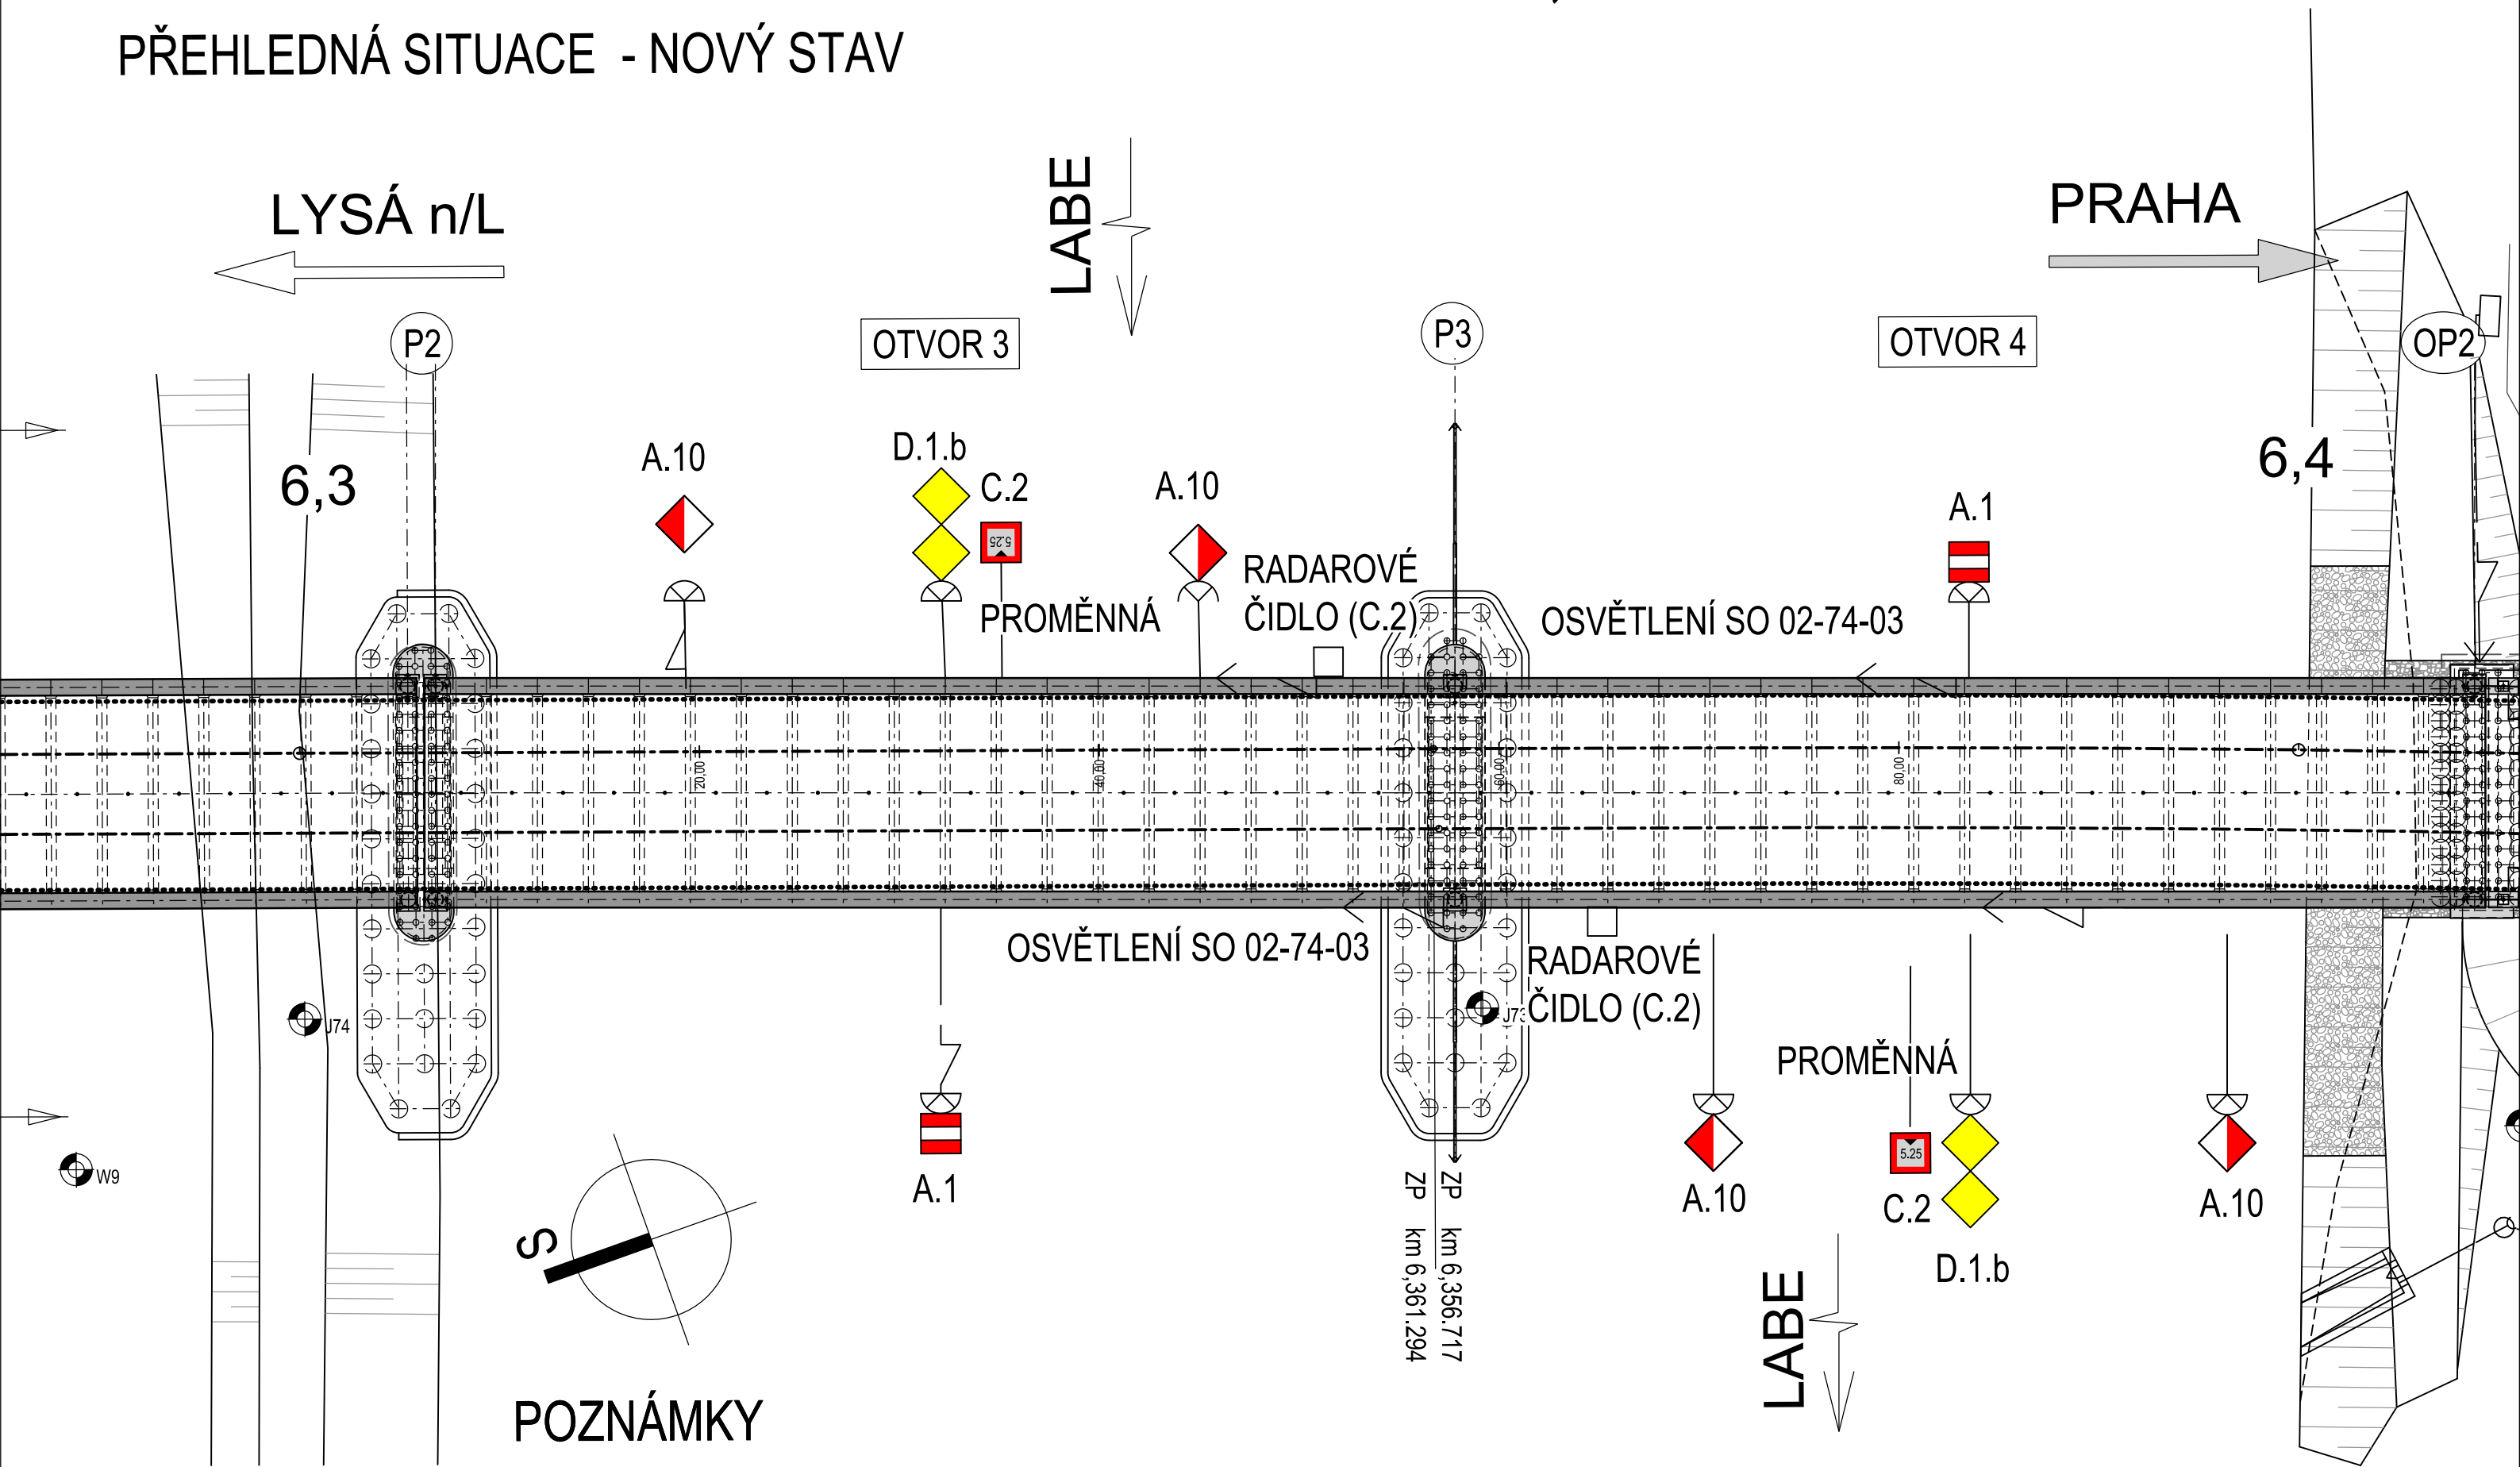 PŘEHLEDNÁ SITUACE - NOVÝ STAV
LYSÁ n/L
LABE
PRAHA
P2
OTVOR 3
P3
OTVOR 4
OP2
6,3
A.10
D.1.b
C.2
5.25
A.10
A.1
6,4
PROMĚNNÁ
RADAROVÉ
ČIDLO (C.2)
OSVĚTLENÍ SO 02-74-03
20,00
40,00
60,00
80,00
OSVĚTLENÍ SO 02-74-03
RADAROVÉ
ČIDLO (C.2)
J74
W9
A.1
S
PROMĚNNÁ
A.10
5.25
C.2
D.1.b
A.10
ZP km 6,361.294
ZP km 6,356.717
LABE
POZNÁMKY